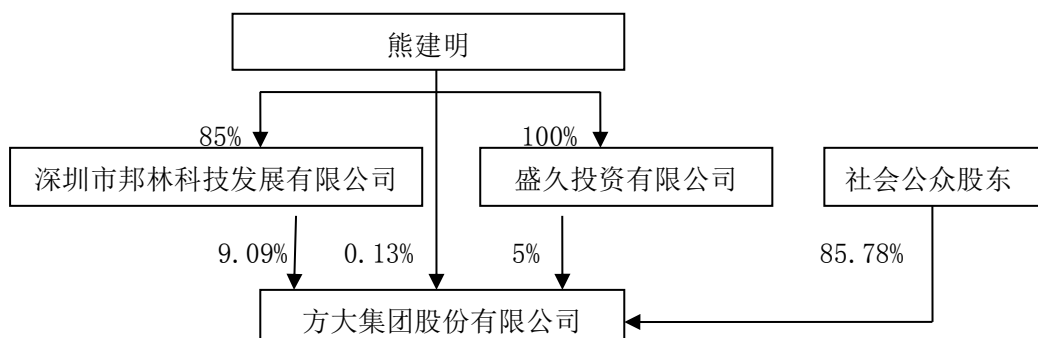 熊建明
85%
100%
深圳市邦林科技发展有限公司
盛久投资有限公司
社会公众股东
9.09%
0.13%
5%
85.78%
方大集团股份有限公司